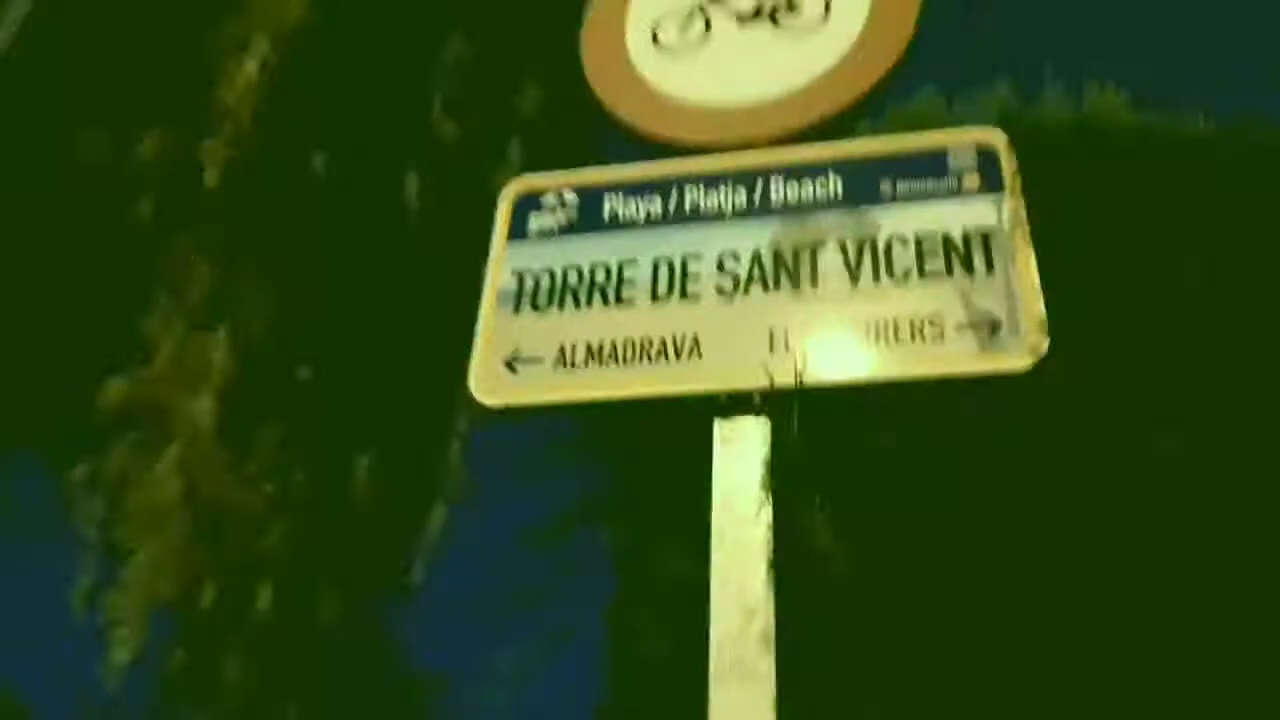 Playa / Platja / Beach
TORRE DE SANT VICENT
← ALMADRAVA
→